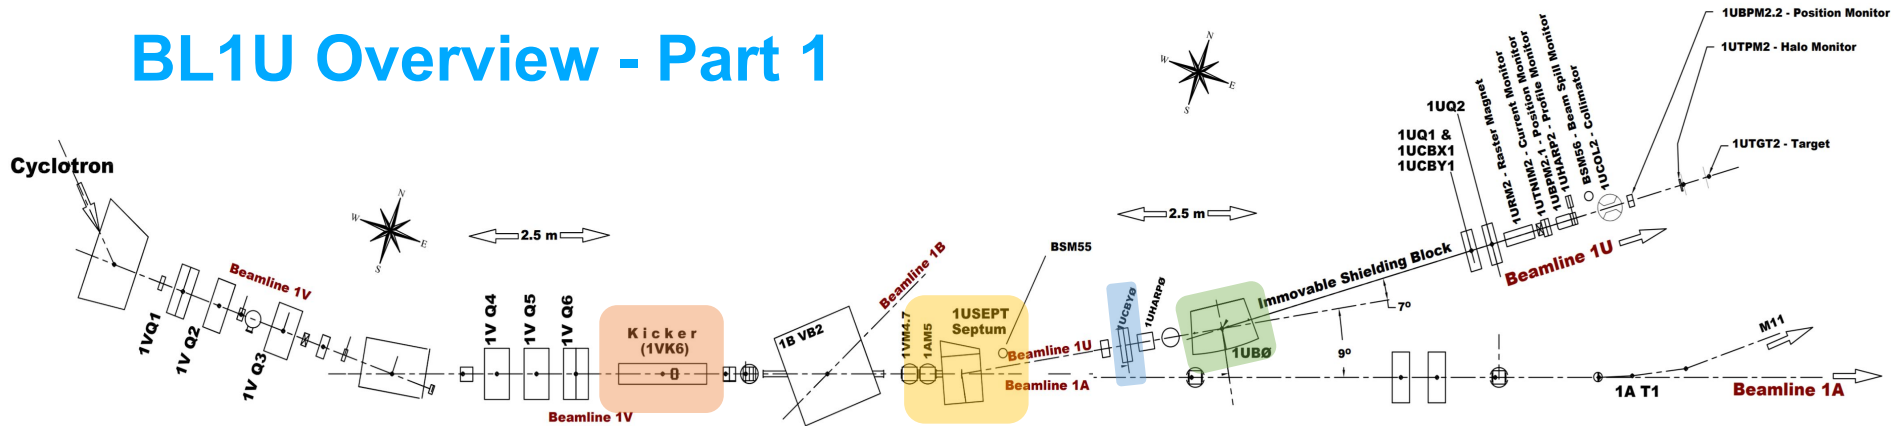 BL1U Overview - Part 1
Cyclotron
N
W
E
S
Beamline 1V
1VQ1
1V Q2
1V Q3
2.5 m
1V Q4
1V Q5
1V Q6
Beamline 1V
Kicker
(1VK6)
1B VB2
Beamline 1B
1VM4.7
1AM5
1USEPT
Septum
BSM55
Beamline 1U
Beamline 1A
1UCBYØ
1UHARPØ
1UBØ
N
W
E
S
2.5 m
Immovable Shielding Block
7º
9º
1UQ2
1UQ1 &
1UCBX1
1UCBY1
1URM2 - Raster Magnet
1UTNIM2 - Current Monitor
1UBPM2.1 - Position Monitor
1UHARP2 - Profile Monitor
BSM56 - Beam Spill Monitor
1UCOL2 - Collimator
1UBPM2.2 - Position Monitor
1UTPM2 - Halo Monitor
1UTGT2 - Target
Beamline 1U
M11
1A T1
Beamline 1A